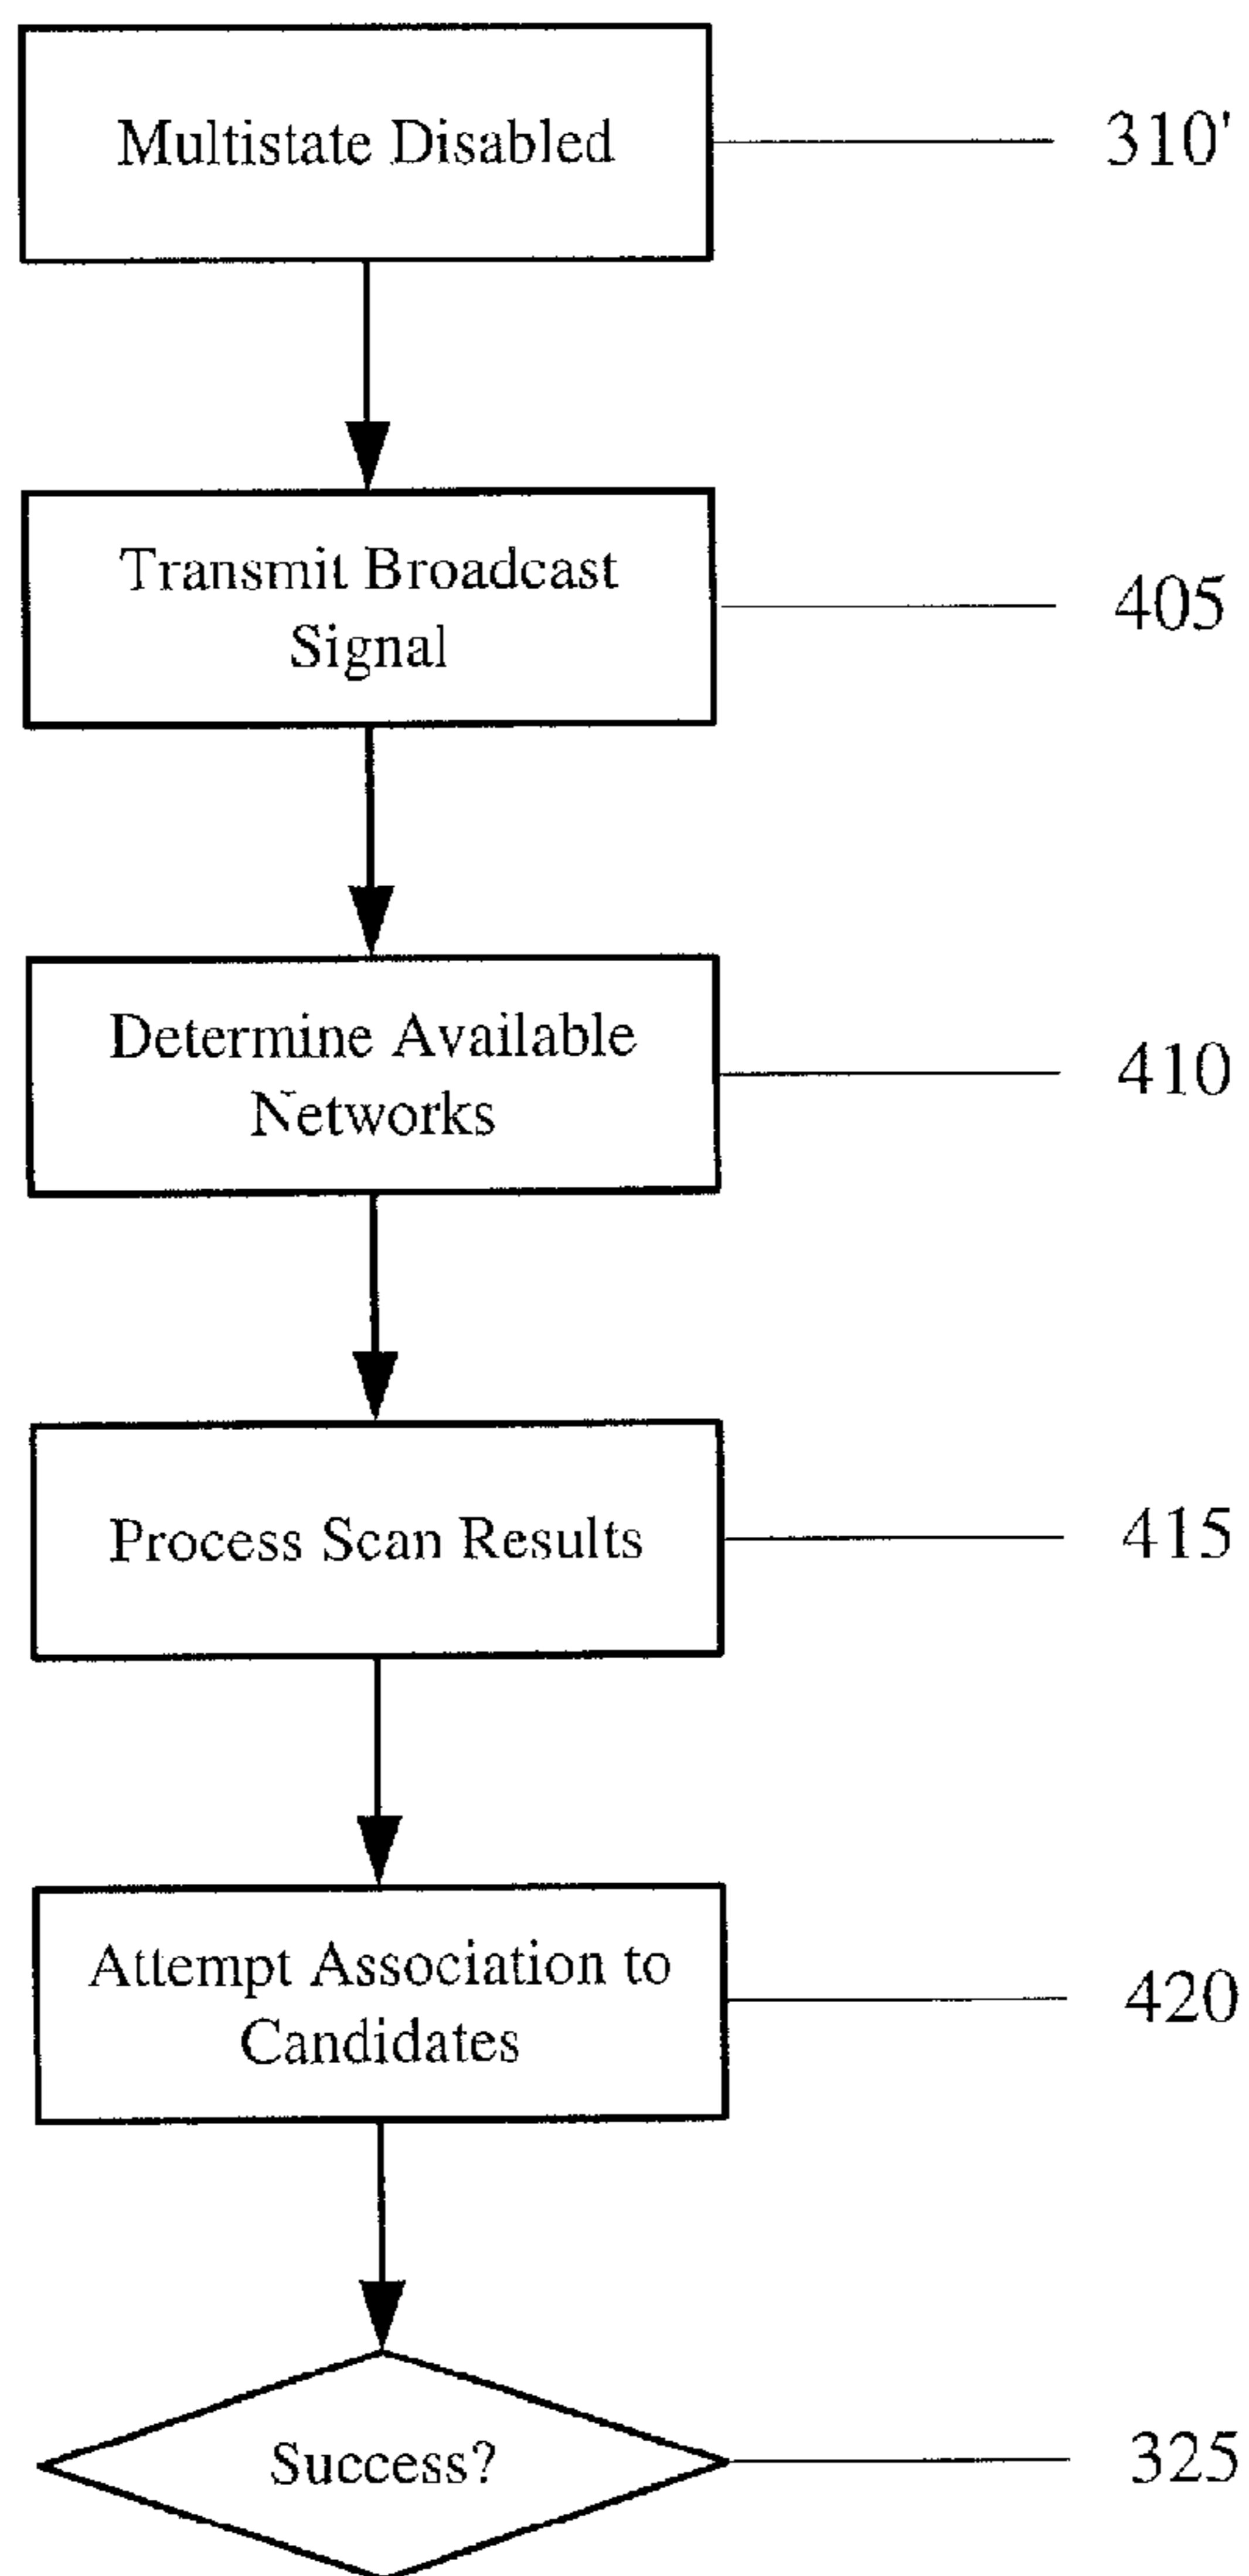 Multistate Disabled
310'
Transmit Broadcast
Signal
405
Determine Available
Networks
410
Process Scan Results
415
Attempt Association to
Candidates
420
Success?
325